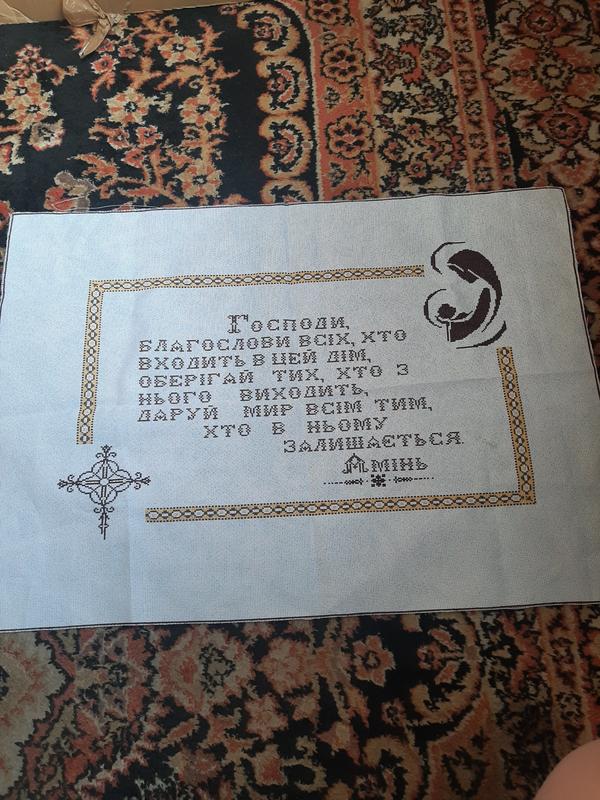 Господи,
БЛАГОСЛОВИ ВСІХ, ХТО
ВХОДИТЬ В ЦЕЙ ДІМ,
ОБЕРІГАЙ ТИХ, ХТО З
НЬОГО ВИХОДИТЬ,
ДАРУЙ МИР ВСІМ ТИМ,
ХТО В НЬОМУ
ЗАЛИШАЄТЬСЯ.
АМІНЬ